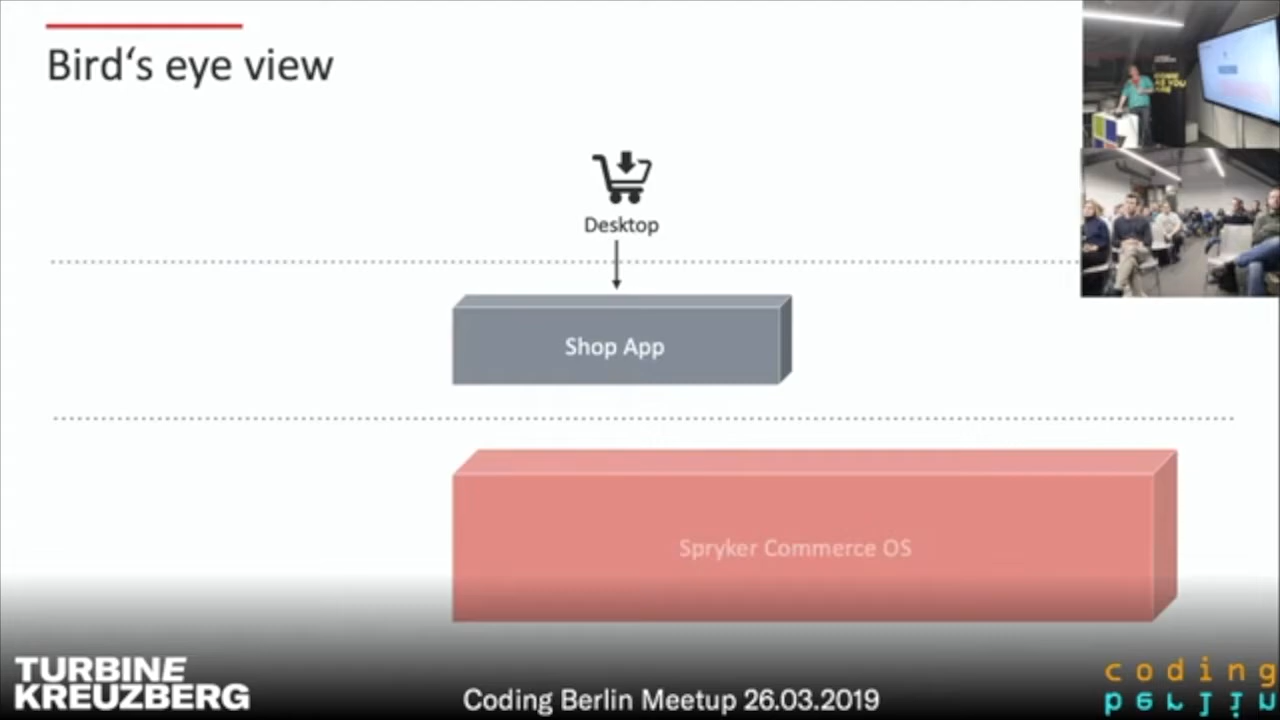 Bird‘s eye view
Desktop
Shop App
Spryker Commerce OS
TURBINE
KREUZBERG
Coding Berlin Meetup 26.03.2019
coding
berlin